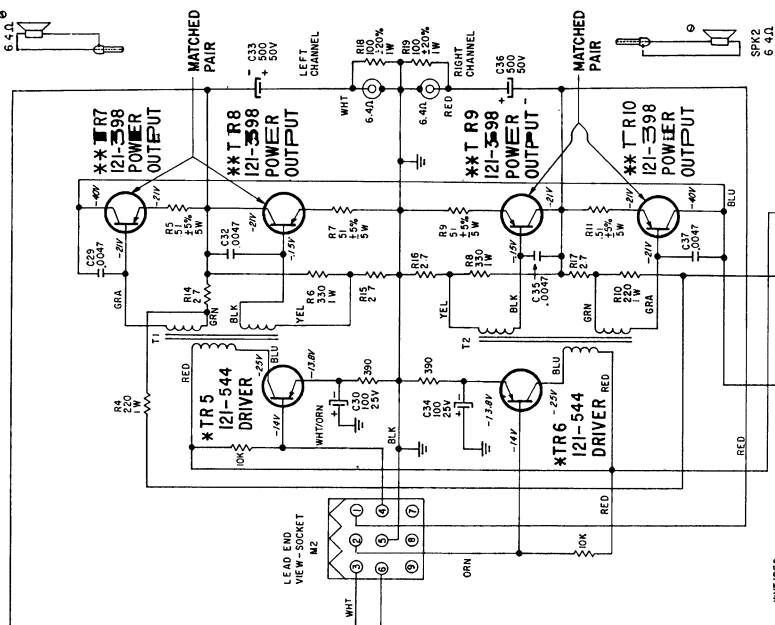 6.4Ω
MATCHED
PAIR
C33
500
50V
LEFT
CHANNEL
R18
100
±20%
1W
R19
100
±20%
1W
RIGHT
CHANNEL
C36
500
50V
MATCHED
PAIR
SPK2
6.4Ω
WHT
6.4Ω
6.4Ω
RED
**TR7
121-398
POWER
OUTPUT
**TR8
121-398
POWER
OUTPUT
**TR9
121-398
POWER
OUTPUT
**TR10
121-398
POWER
OUTPUT
-40V
-21V
R5
.51
±5%
5W
-21V
-.15V
R7
.51
±5%
5W
R9
.51
±5%
5W
-.15V
-21V
R11
.51
±5%
5W
-21V
-40V
BLU
C29
.0047
-21V
C32
.0047
C35
.0047
C37
.0047
GRA
R14
2.7
GRN
BLK
R6
330
1W
YEL
R15
2.7
R16
2.7
YEL
R8
330
1W
BLK
R17
2.7
GRN
R10
220
1W
GRA
T1
T2
R4
220
1W
RED
-25V
BLU
-13.8V
390
390
BLU
-25V
RED
*TR5
121-544
DRIVER
-14V
C30
100
25V
WHT/ORN
C34
100
25V
-13.8V
-14V
*TR6
121-544
DRIVER
10K
BLK
RED
RED
LEAD END
VIEW-SOCKET
M2
1
4
7
2
5
8
3
6
9
ORN
10K
WHT